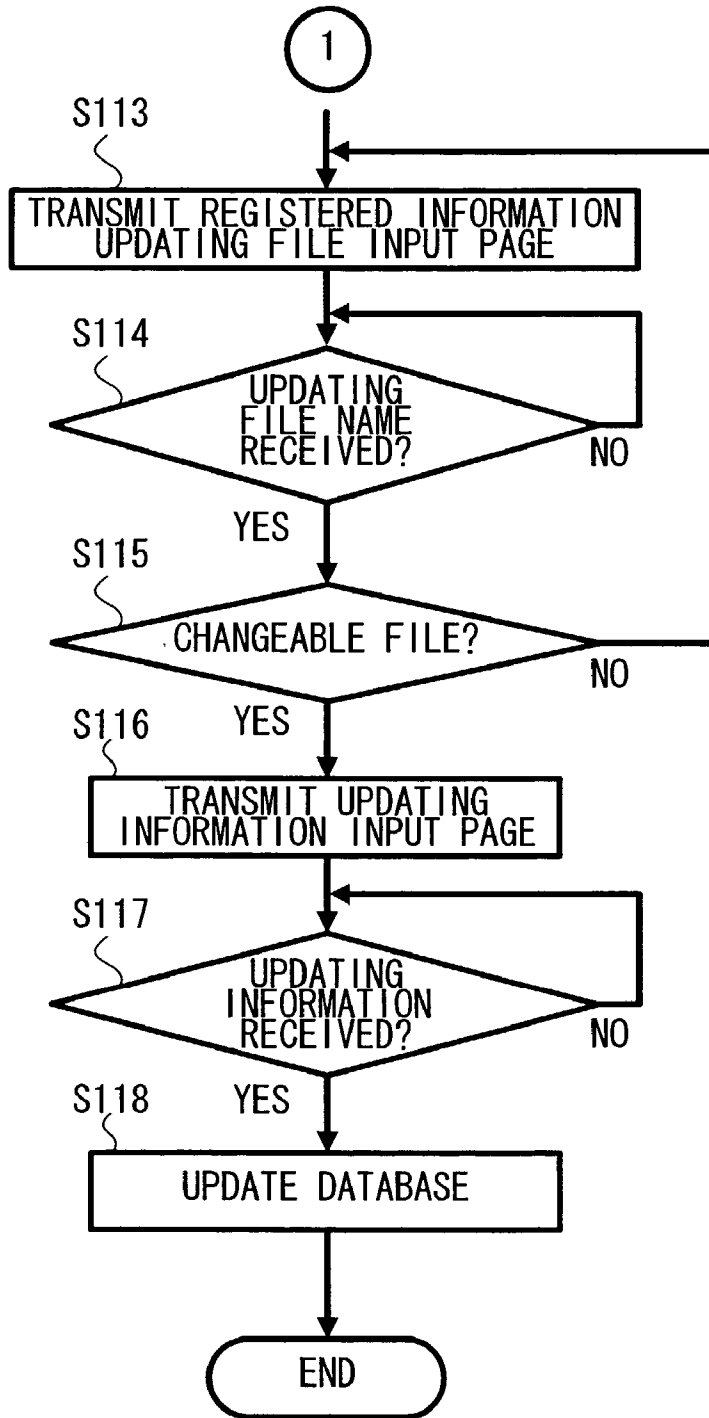 1
S113
TRANSMIT REGISTERED INFORMATION
UPDATING FILE INPUT PAGE
S114
UPDATING
FILE NAME
RECEIVED?
NO
YES
S115
CHANGEABLE FILE?
NO
YES
S116
TRANSMIT UPDATING
INFORMATION INPUT PAGE
S117
UPDATING
INFORMATION
RECEIVED?
NO
YES
S118
UPDATE DATABASE
END